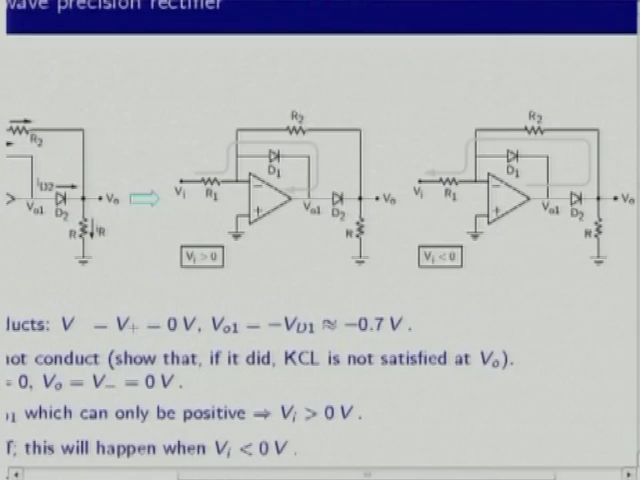 wave precision rectifier
R₂ R₂ R₂
D₁ D₁
iD2
Vi R₁ Vo1 D₂ Vo
Vo1 D₂ Vo
Vi R₁ Vo1 D₂ Vo
R iR R R
Vi > 0 Vi < 0
lucts: V − V+ − 0 V, Vo1 − −VD1 ≈ −0.7 V.
not conduct (show that, if it did, KCL is not satisfied at Vo).
= 0, Vo = V− = 0 V.
D1 which can only be positive ⇒ Vi > 0 V.
f; this will happen when Vi < 0 V.